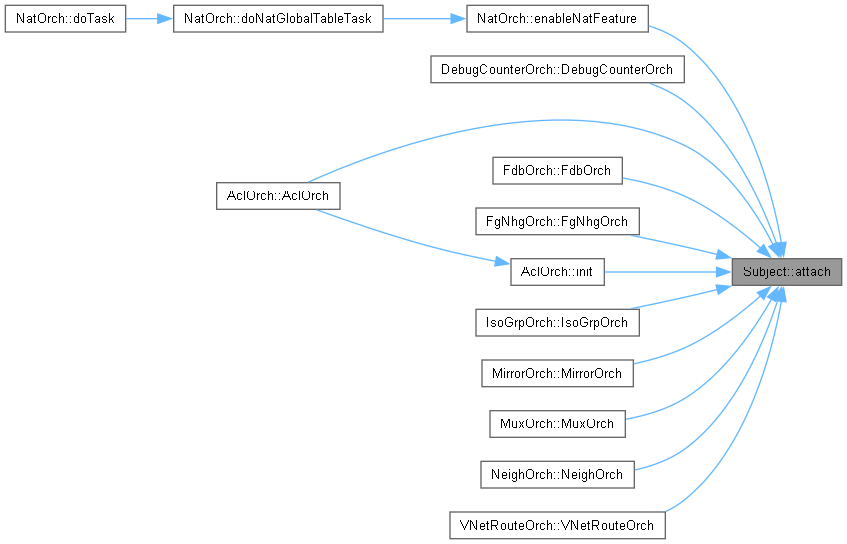 NatOrch::doTask
NatOrch::doNatGlobalTableTask
NatOrch::enableNatFeature
DebugCounterOrch::DebugCounterOrch
FdbOrch::FdbOrch
AclOrch::AclOrch
FgNhgOrch::FgNhgOrch
AclOrch::init
Subject::attach
IsoGrpOrch::IsoGrpOrch
MirrorOrch::MirrorOrch
MuxOrch::MuxOrch
NeighOrch::NeighOrch
VNetRouteOrch::VNetRouteOrch